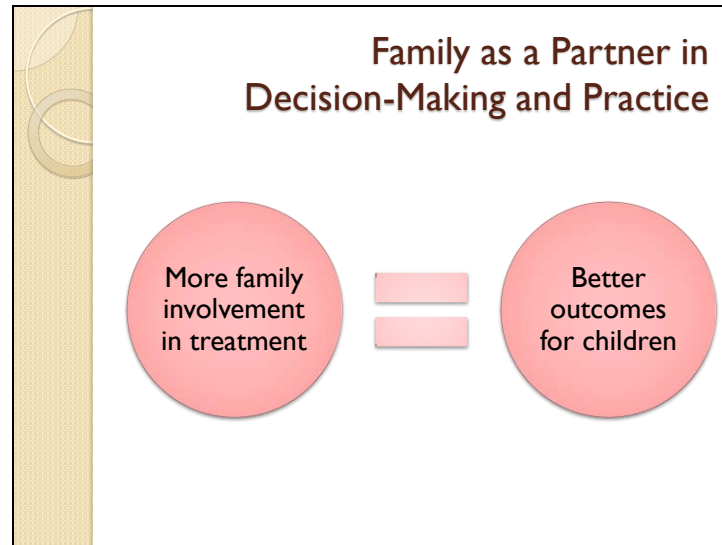 Family as a Partner in
Decision-Making and Practice
More family
involvement
in treatment
Better
outcomes
for children